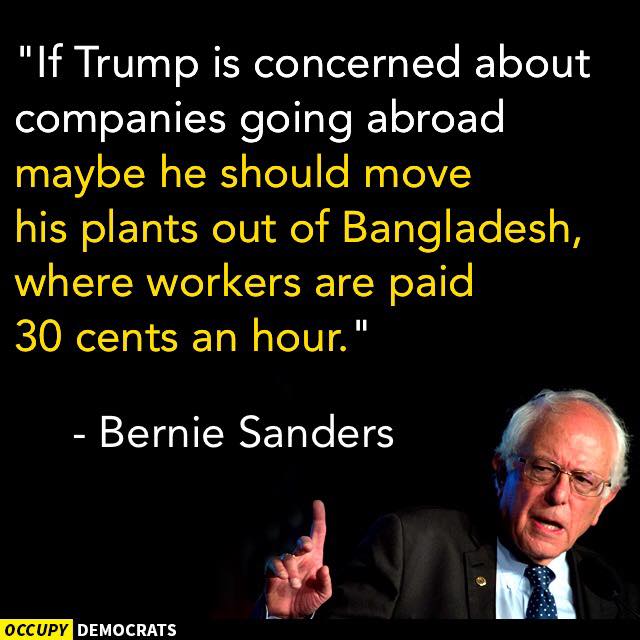 "If Trump is concerned about
companies going abroad
maybe he should move
his plants out of Bangladesh,
where workers are paid
30 cents an hour."
- Bernie Sanders
OCCUPY DEMOCRATS